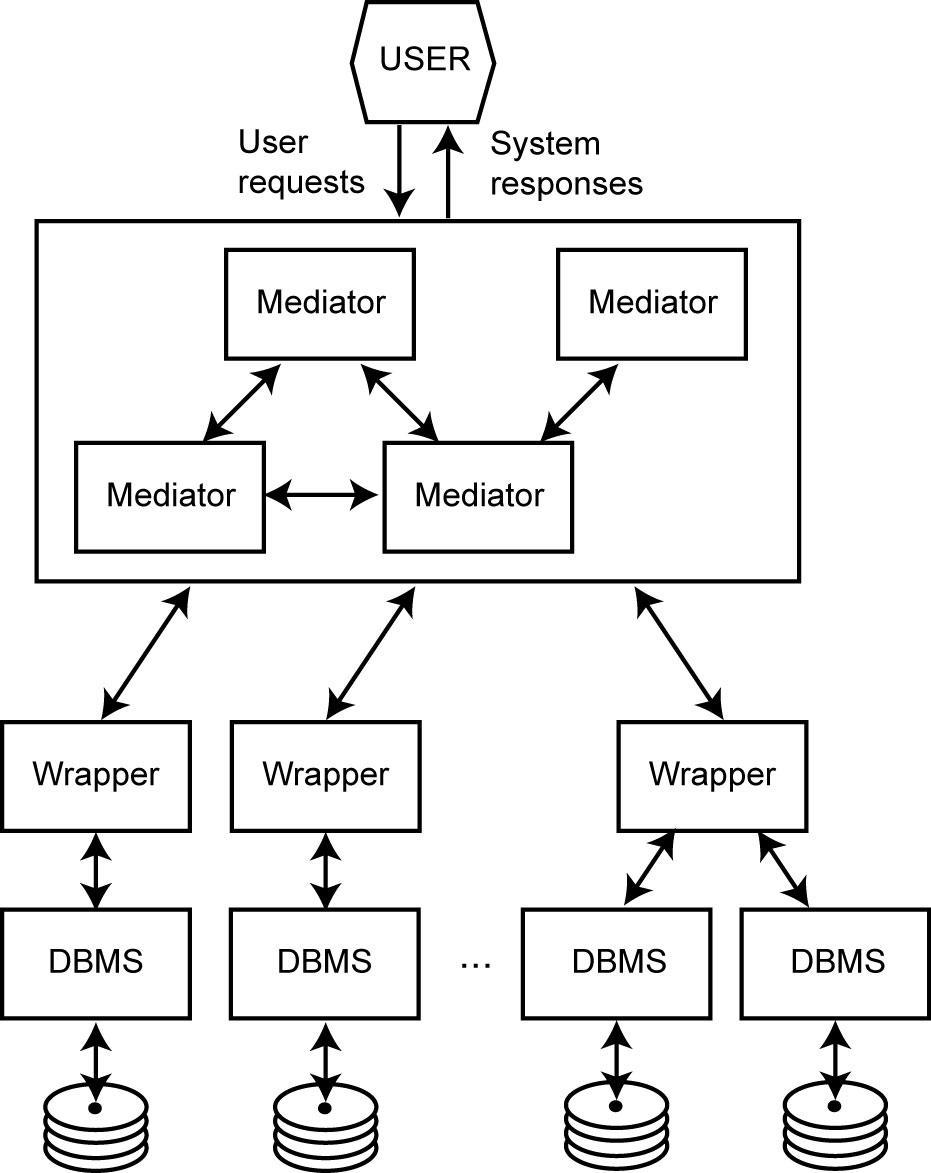 USER
User
requests
System
responses
Mediator
Mediator
Mediator
Mediator
Wrapper
Wrapper
Wrapper
DBMS
DBMS
...
DBMS
DBMS